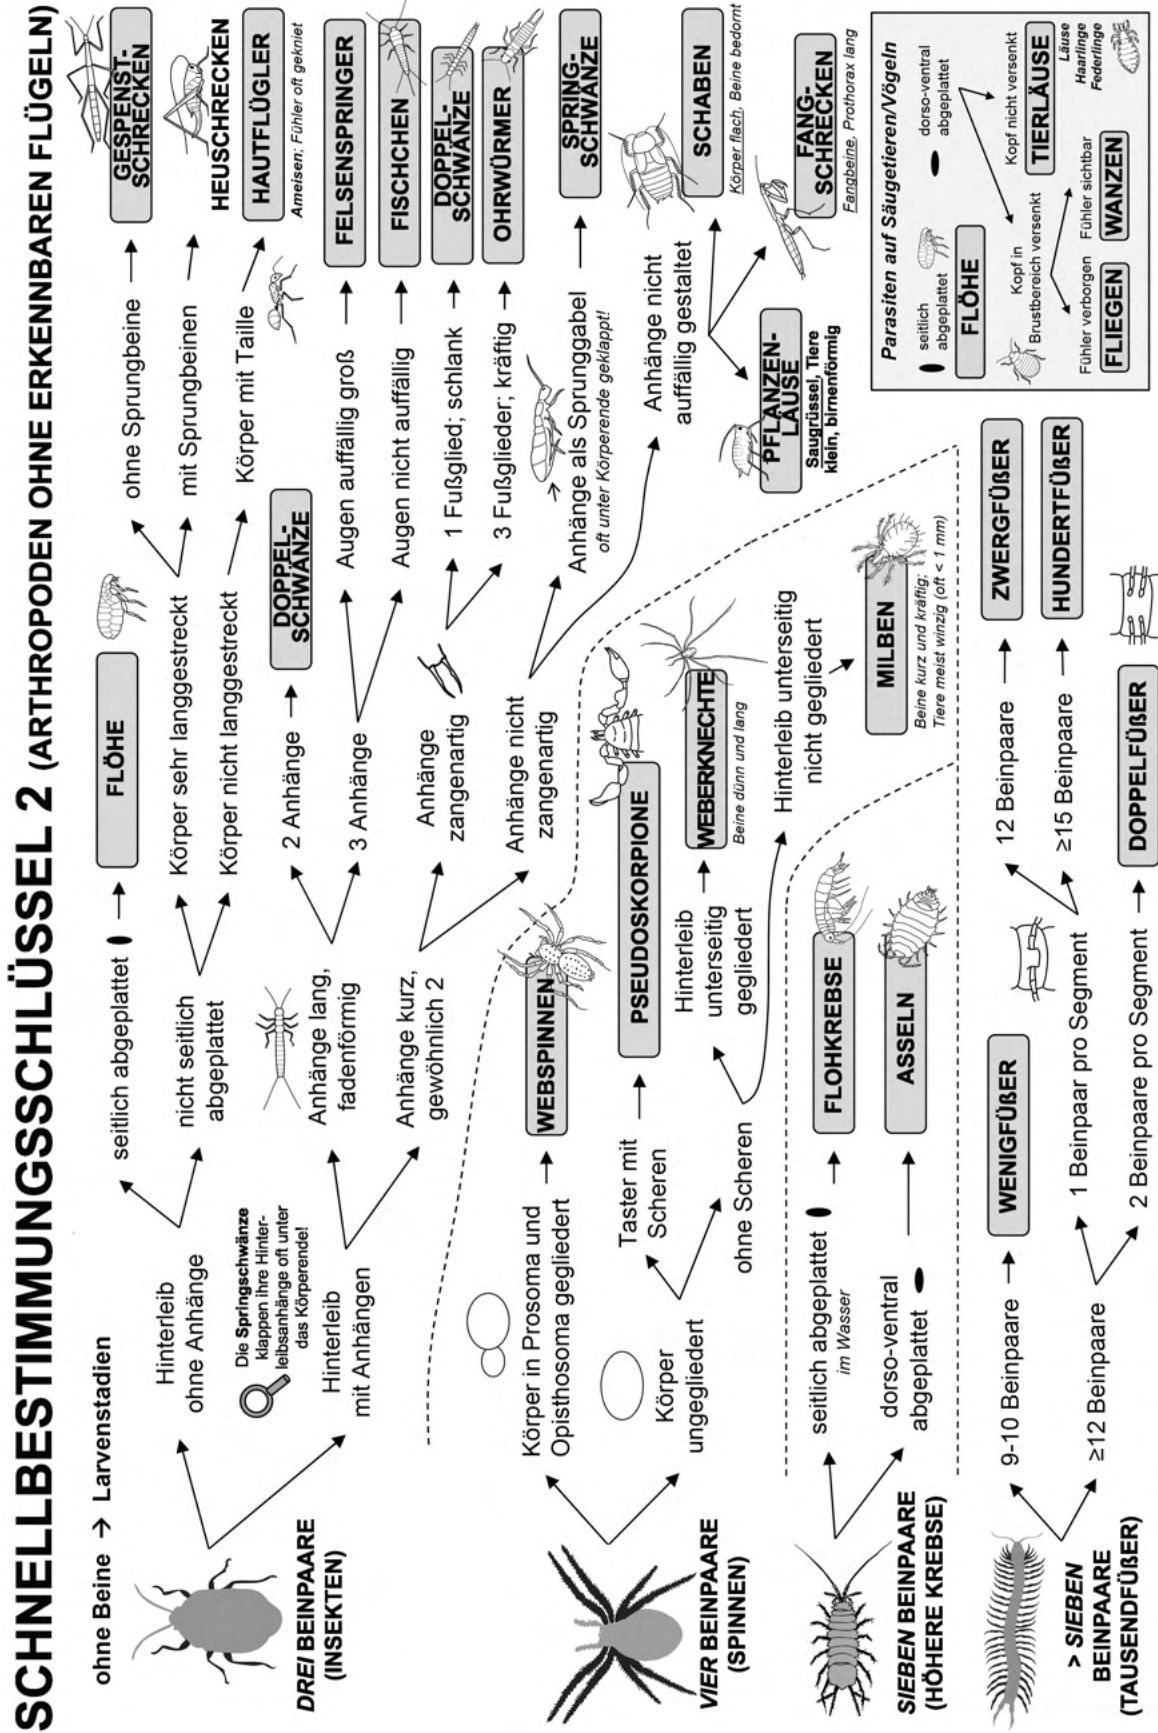 SCHNELLBESTIMMUNGSSCHLÜSSEL 2 (ARTHROPODEN OHNE ERKENNBAREN FLÜGELN)
ohne Beine → Larvenstadien
DREI BEINPAARE
(INSEKTEN)
Hinterleib
ohne Anhänge
seitlich abgeplattet
FLÖHE
nicht seitlich
abgeplattet
Körper sehr langgestreckt
ohne Sprungbeine
GESPENST-
SCHRECKEN
mit Sprungbeinen
HEUSCHRECKEN
Körper nicht langgestreckt
Körper mit Taille
HAUTFLÜGLER
Ameisen; Fühler oft gekniet
Die Springschwänze
klappen ihre Hinter-
leibsanhänge oft unter
das Körperende!
Hinterleib
mit Anhängen
Anhänge lang,
fadenförmig
2 Anhänge
DOPPEL-
SCHWÄNZE
3 Anhänge
Augen auffällig groß
FELSENSPRINGER
Augen nicht auffällig
FISCHCHEN
Anhänge kurz,
gewöhnlich 2
Anhänge
zangenartig
1 Fußglied; schlank
DOPPEL-
SCHWÄNZE
3 Fußglieder; kräftig
OHRWÜRMER
Anhänge nicht
zangenartig
Anhänge als Sprunggabel
oft unter Körperende geklappt!
SPRING-
SCHWÄNZE
Anhänge nicht
auffällig gestaltet
SCHABEN
Körper flach, Beine bedornt
PFLANZEN-
LÄUSE
Saugrüssel, Tiere
klein, birnenförmig
FANG-
SCHRECKEN
Fangbeine, Prothorax lang
VIER BEINPAARE
(SPINNEN)
Körper in Prosoma und
Opisthosoma gegliedert
WEBSPINNEN
Körper
ungegliedert
Taster mit
Scheren
PSEUDOSKORPIONE
ohne Scheren
Hinterleib
unterseitig
gegliedert
WEBERKNECHTE
Beine dünn und lang
Hinterleib unterseitig
nicht gegliedert
MILBEN
Beine kurz und kräftig;
Tiere meist winzig (oft < 1 mm)
SIEBEN BEINPAARE
(HÖHERE KREBSE)
seitlich abgeplattet
im Wasser
FLOHKREBSE
dorso-ventral
abgeplattet
ASSELN
> SIEBEN
BEINPAARE
(TAUSENDFÜßER)
9-10 Beinpaare
WENIGFÜßER
≥12 Beinpaare
1 Beinpaar pro Segment
12 Beinpaare
ZWERGFÜßER
≥15 Beinpaare
HUNDERTFÜßER
2 Beinpaare pro Segment
DOPPELFÜßER
Parasiten auf Säugetieren/Vögeln
seitlich
abgeplattet
FLÖHE
dorso-ventral
abgeplattet
Kopf in
Brustbereich versenkt
Kopf nicht versenkt
TIERLÄUSE
Läuse
Haarlinge
Federlinge
Fühler verborgen
FLIEGEN
Fühler sichtbar
WANZEN